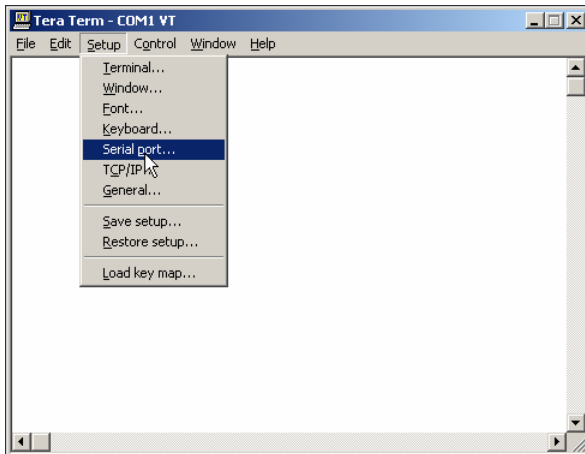 Tera Term - COM1 VT
File Edit Setup Control Window Help
Terminal...
Window...
Font...
Keyboard...
Serial port...
TCP/IP...
General...
Save setup...
Restore setup...
Load key map...